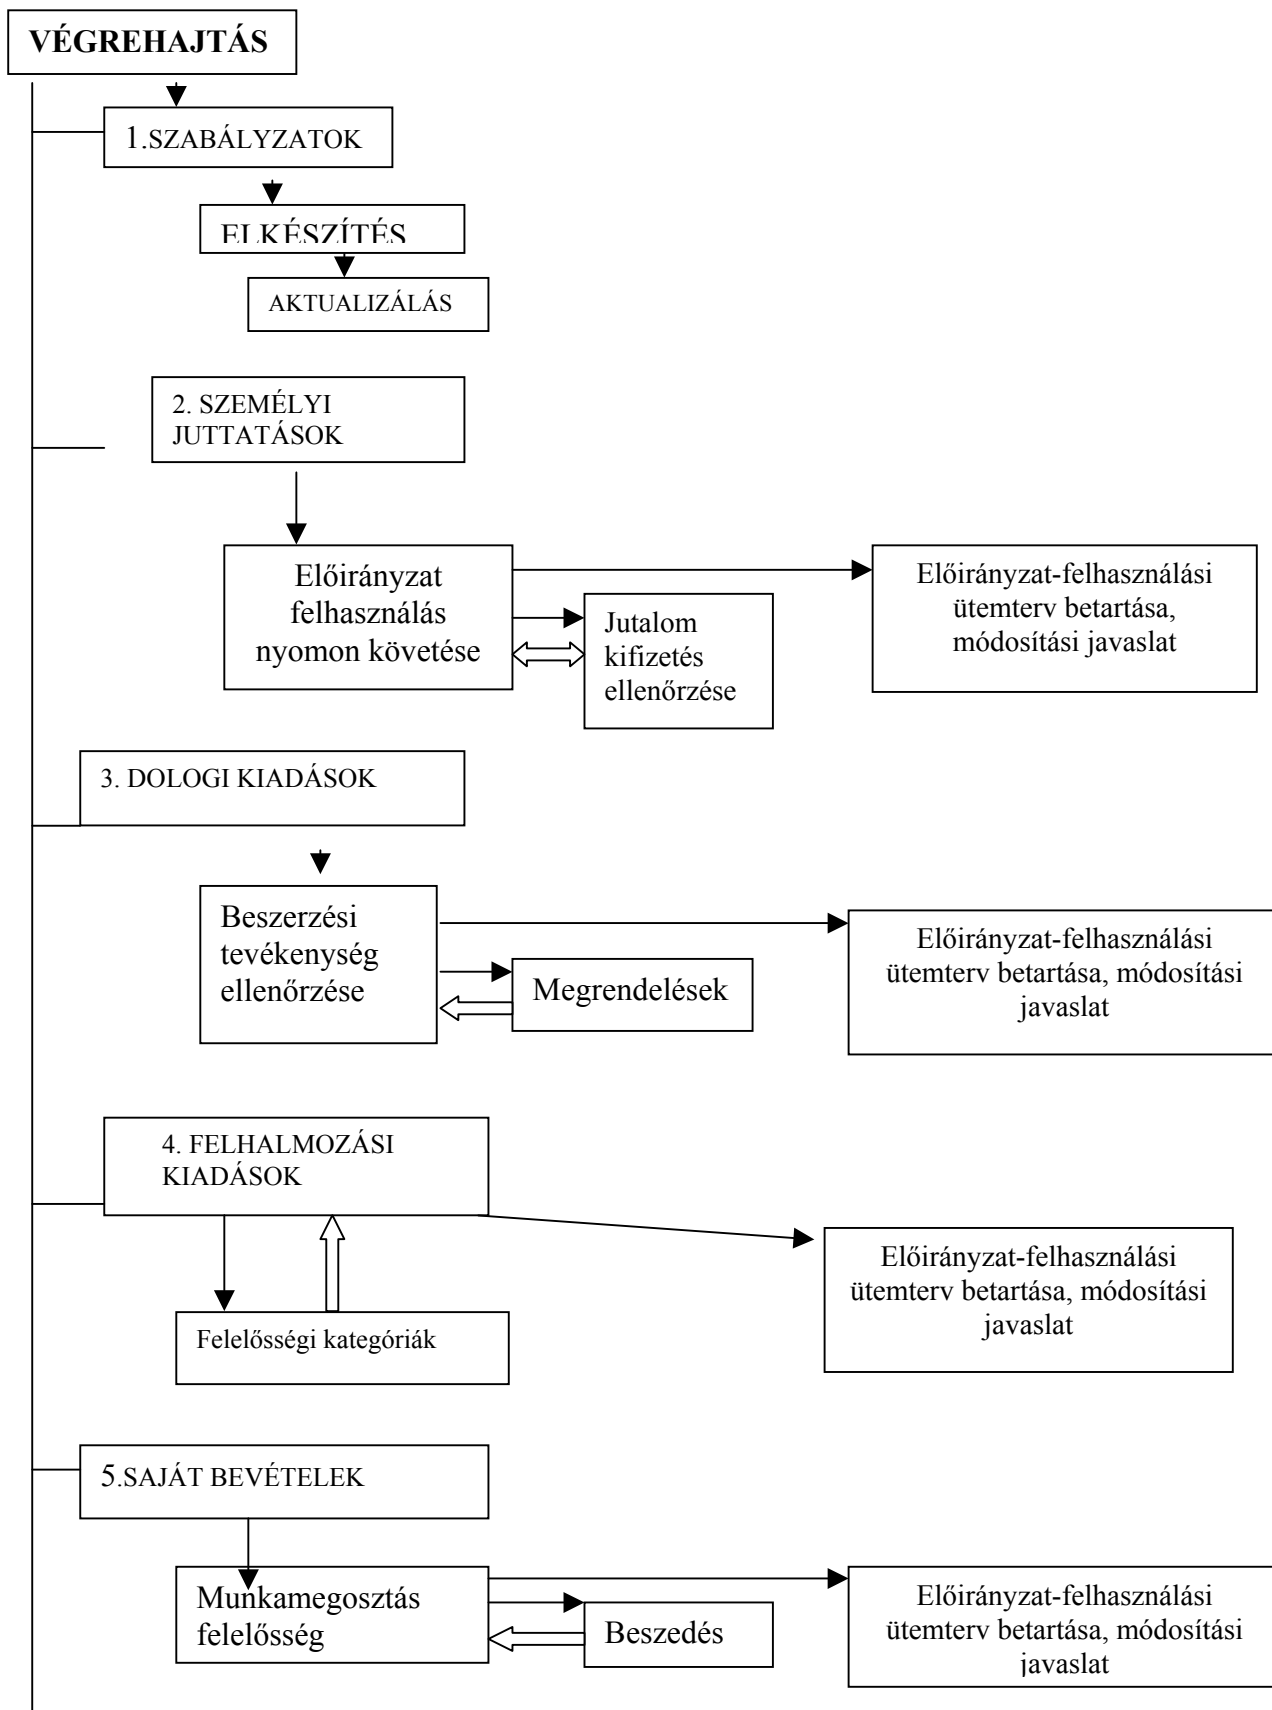 VÉGREHAJTÁS
1.SZABÁLYZATOK
ELKÉSZÍTÉS
AKTUALIZÁLÁS
2. SZEMÉLYI
JUTTATÁSOK
Előirányzat
felhasználás
nyomon követése
Jutalom
kifizetés
ellenőrzése
Előirányzat-felhasználási
ütemterv betartása,
módosítási javaslat
3. DOLOGI KIADÁSOK
Beszerzési
tevékenység
ellenőrzése
Megrendelések
Előirányzat-felhasználási
ütemterv betartása, módosítási
javaslat
4. FELHALMOZÁSI
KIADÁSOK
Előirányzat-felhasználási
ütemterv betartása, módosítási
javaslat
Felelősségi kategóriák
5.SAJÁT BEVÉTELEK
Munkamegosztás
felelősség
Beszedés
Előirányzat-felhasználási
ütemterv betartása, módosítási
javaslat